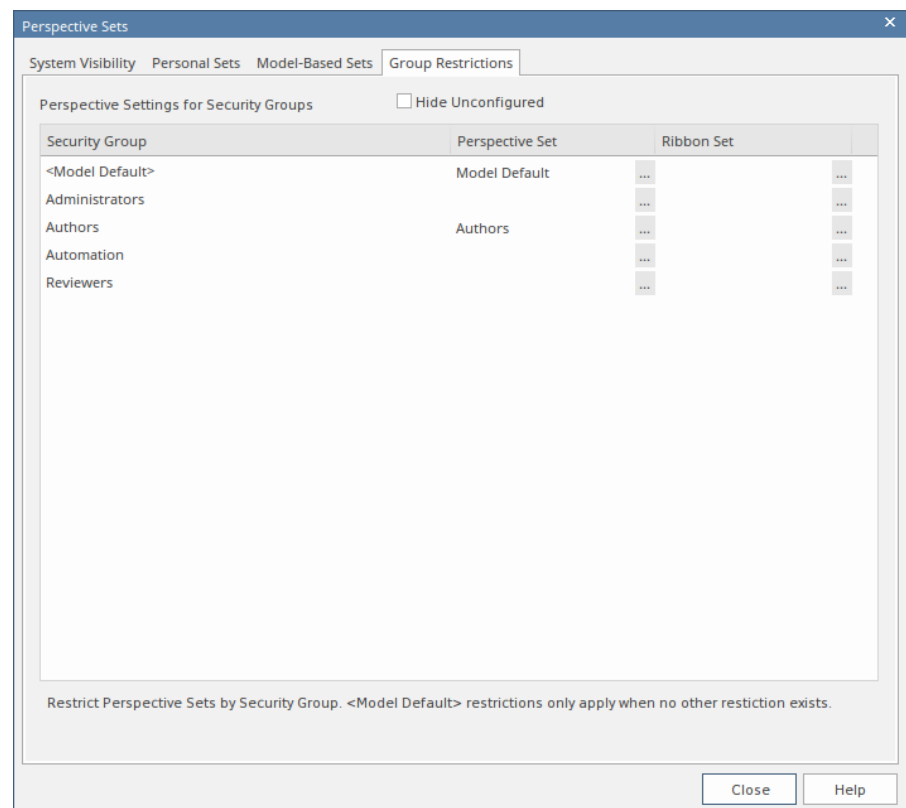 Perspective Sets
System Visibility Personal Sets Model-Based Sets Group Restrictions
Perspective Settings for Security Groups Hide Unconfigured
Security Group Perspective Set Ribbon Set
<Model Default> Model Default ... ...
Administrators ... ...
Authors Authors ... ...
Automation ... ...
Reviewers ... ...
Restrict Perspective Sets by Security Group. <Model Default> restrictions only apply when no other restiction exists.
Close Help